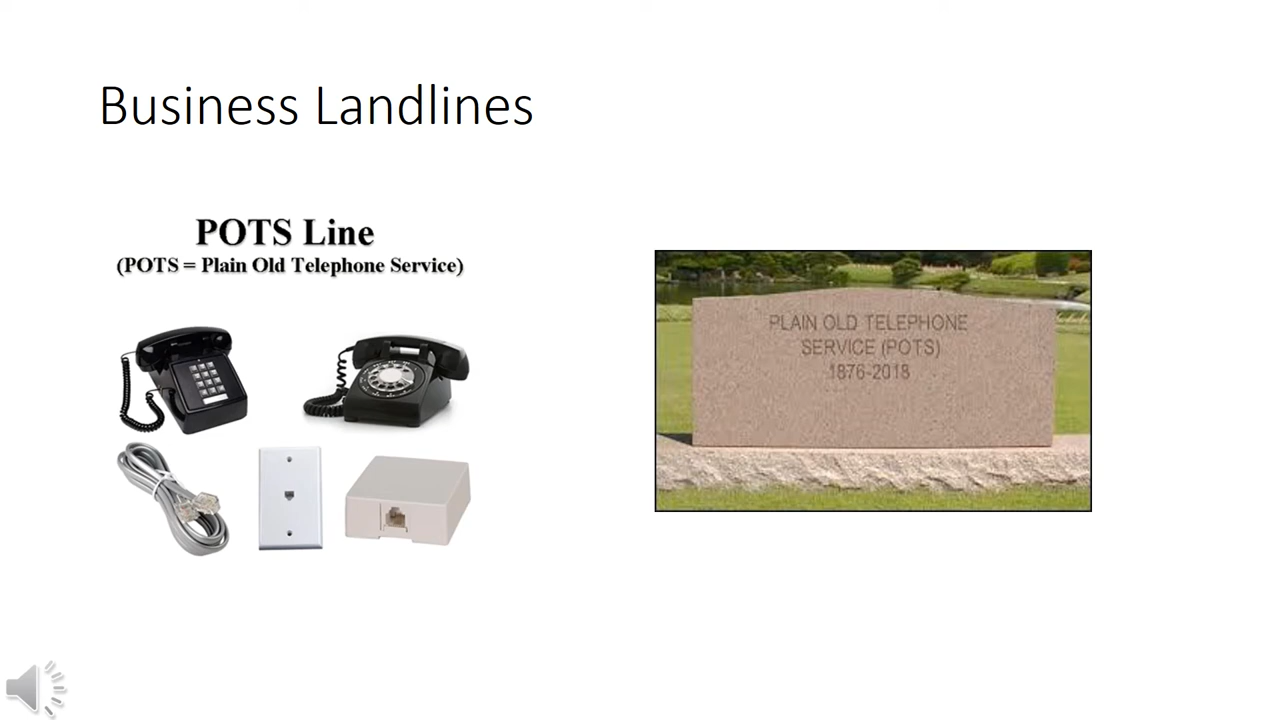 Business Landlines
POTS Line
(POTS = Plain Old Telephone Service)
PLAIN OLD TELEPHONE
SERVICE (POTS)
1876-2018